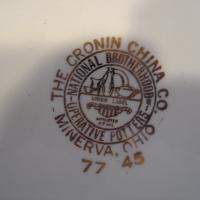 THE CRONIN CHINA CO.
NATIONAL BROTHERHOOD
UNION LABEL
OPERATIVE POTTERS
MINERVA, OHIO
77 45